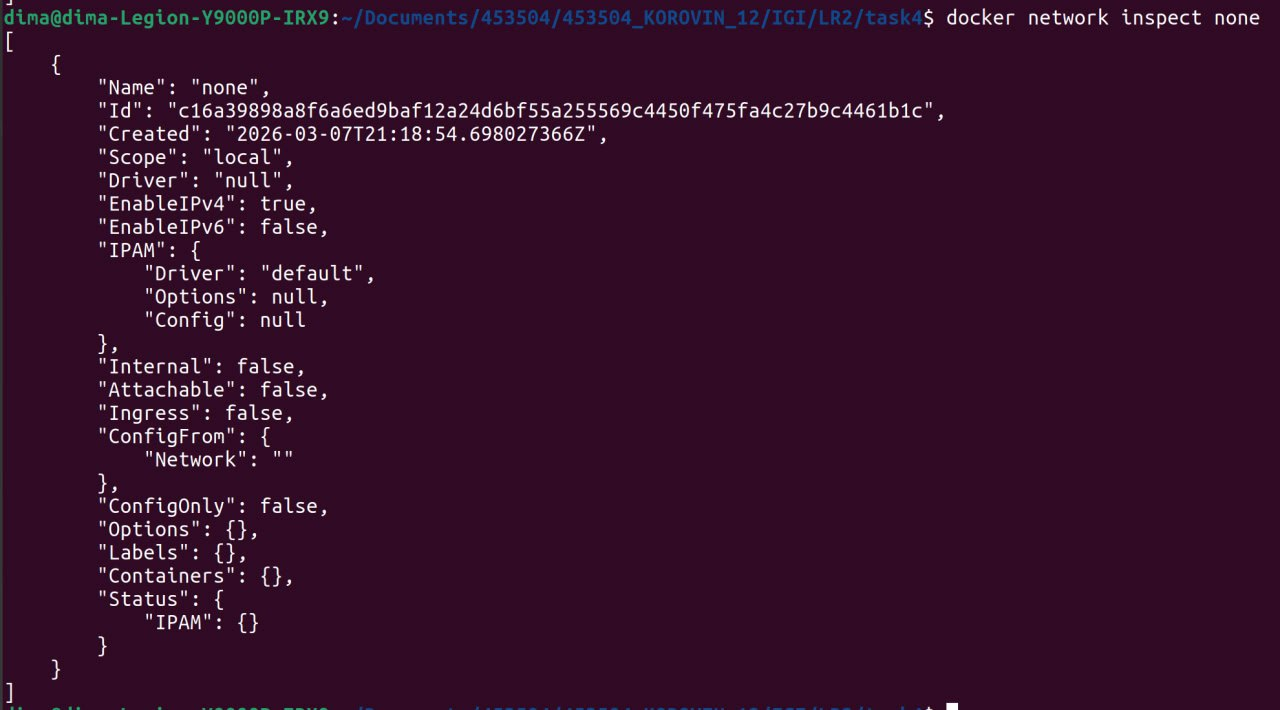 dima@dima-Legion-Y9000P-IRX9:~/Documents/453504/453504_KOROVIN_12/IGI/LR2/task4$ docker network inspect none
[
    {
        "Name": "none",
        "Id": "c16a39898a8f6a6ed9baf12a24d6bf55a255569c4450f475fa4c27b9c4461b1c",
        "Created": "2026-03-07T21:18:54.698027366Z",
        "Scope": "local",
        "Driver": "null",
        "EnableIPv4": true,
        "EnableIPv6": false,
        "IPAM": {
            "Driver": "default",
            "Options": null,
            "Config": null
        },
        "Internal": false,
        "Attachable": false,
        "Ingress": false,
        "ConfigFrom": {
            "Network": ""
        },
        "ConfigOnly": false,
        "Options": {},
        "Labels": {},
        "Containers": {},
        "Status": {
            "IPAM": {}
        }
    }
]